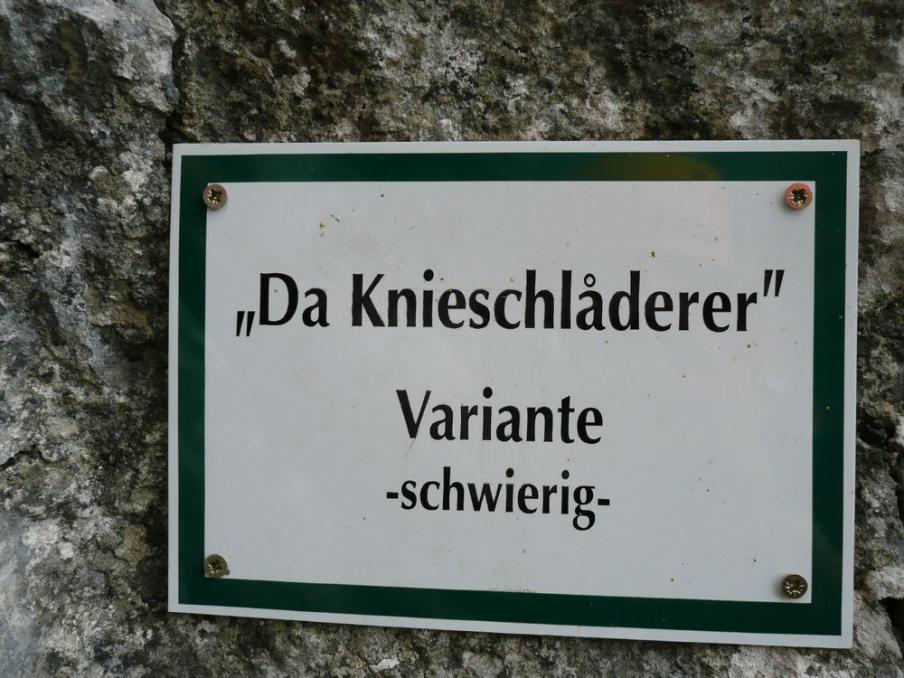 „Da Knieschlåderer"
Variante
-schwierig-